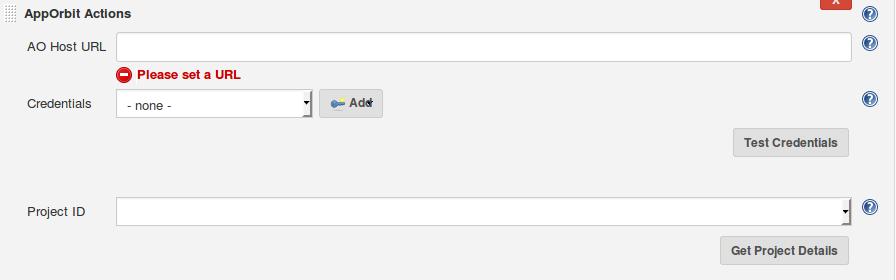 AppOrbit Actions
X
AO Host URL
Please set a URL
Credentials
- none -
Add
Test Credentials
Project ID
Get Project Details